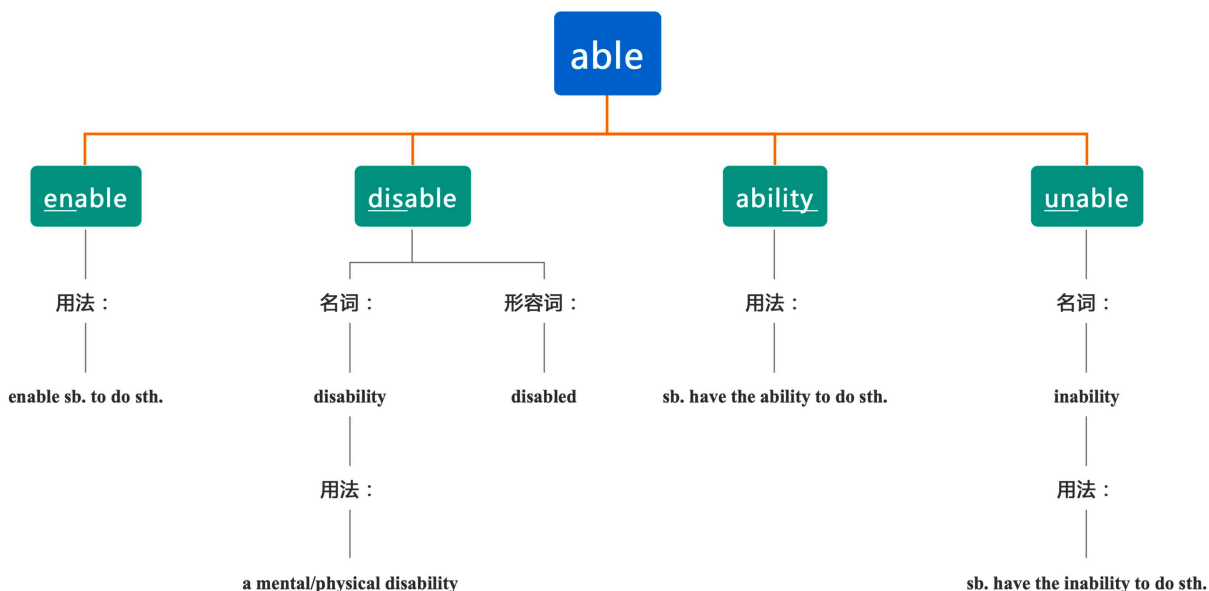 able
enable
disable
ability
unable
用法：
名词：
形容词：
用法：
名词：
enable sb. to do sth.
disability
disabled
sb. have the ability to do sth.
inability
用法：
用法：
a mental/physical disability
sb. have the inability to do sth.